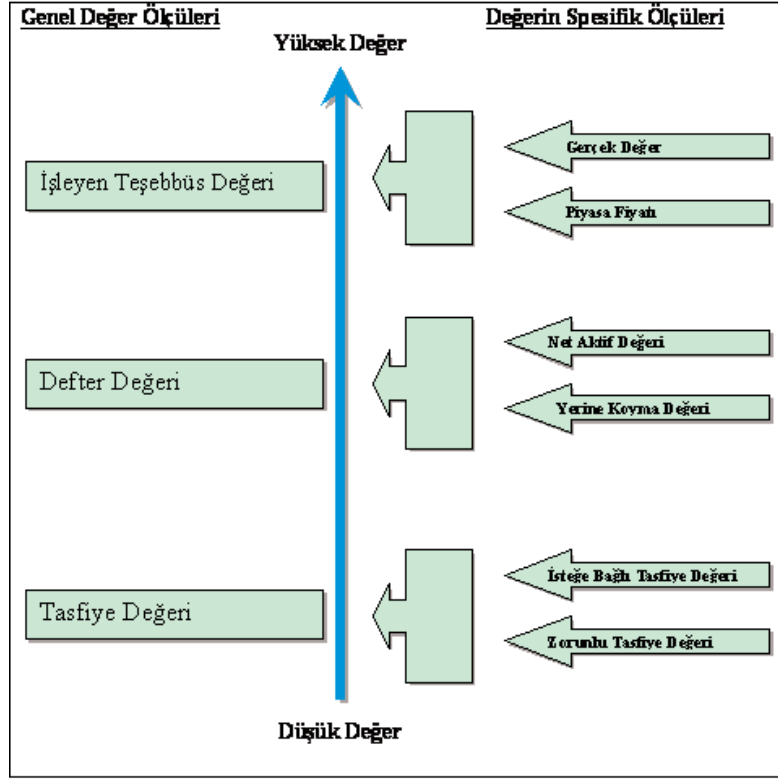 Genel Değer Ölçüleri
Değerin Spesifik Ölçüleri
Yüksek Değer
İşleyen Teşebbüs Değeri
Gerçek Değer
Piyasa Fiyatı
Defter Değeri
Net Aktif Değeri
Yerine Koyma Değeri
Tasfiye Değeri
İsteğe Bağlı Tasfiye Değeri
Zorunlu Tasfiye Değeri
Düşük Değer